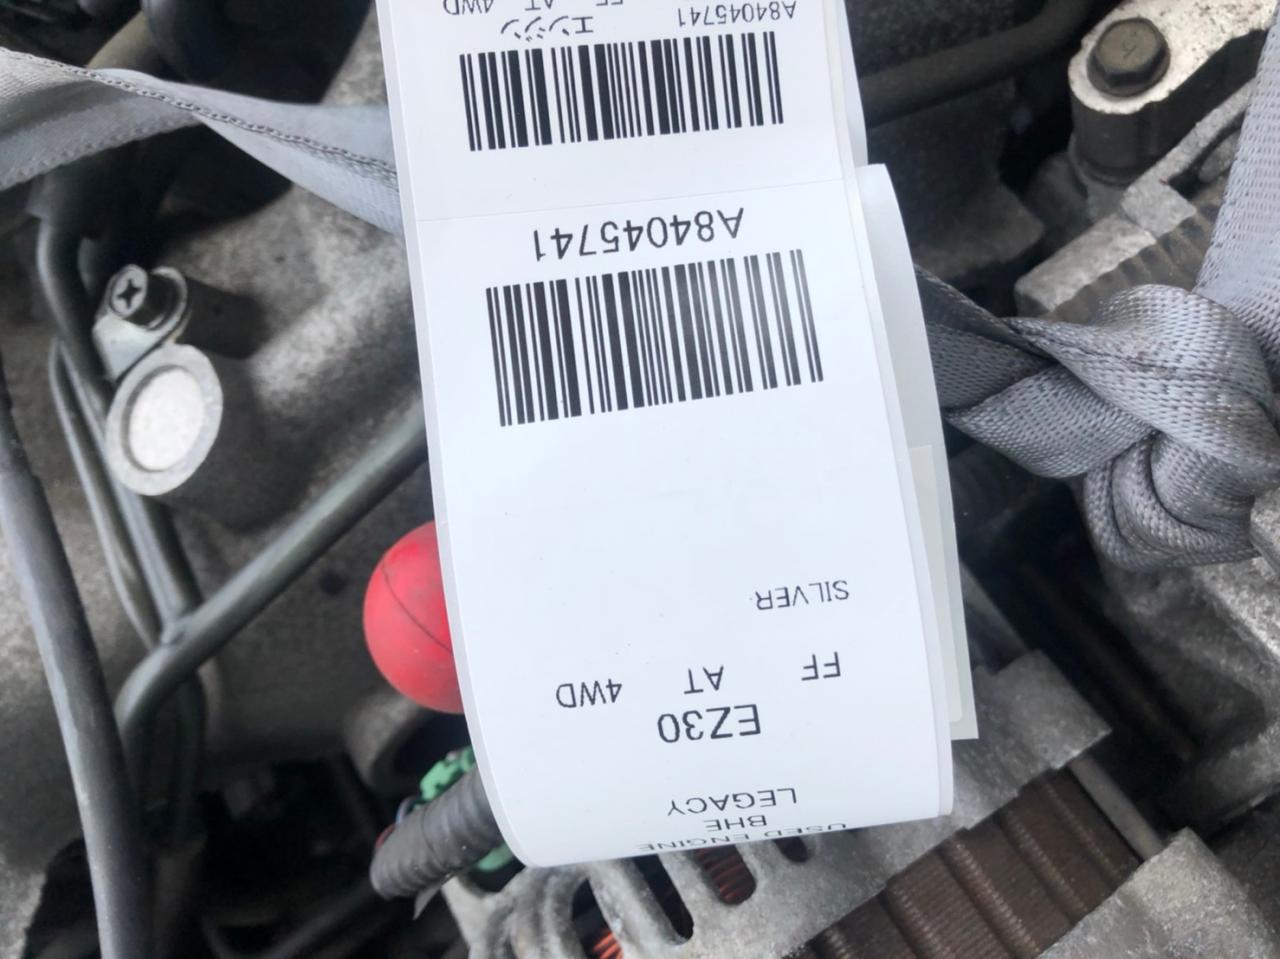 USED ENGINE
BHE
LEGACY
EZ30
FF AT 4WD
SILVER
A84045741
エンジン
A84045741
FF AT 4WD